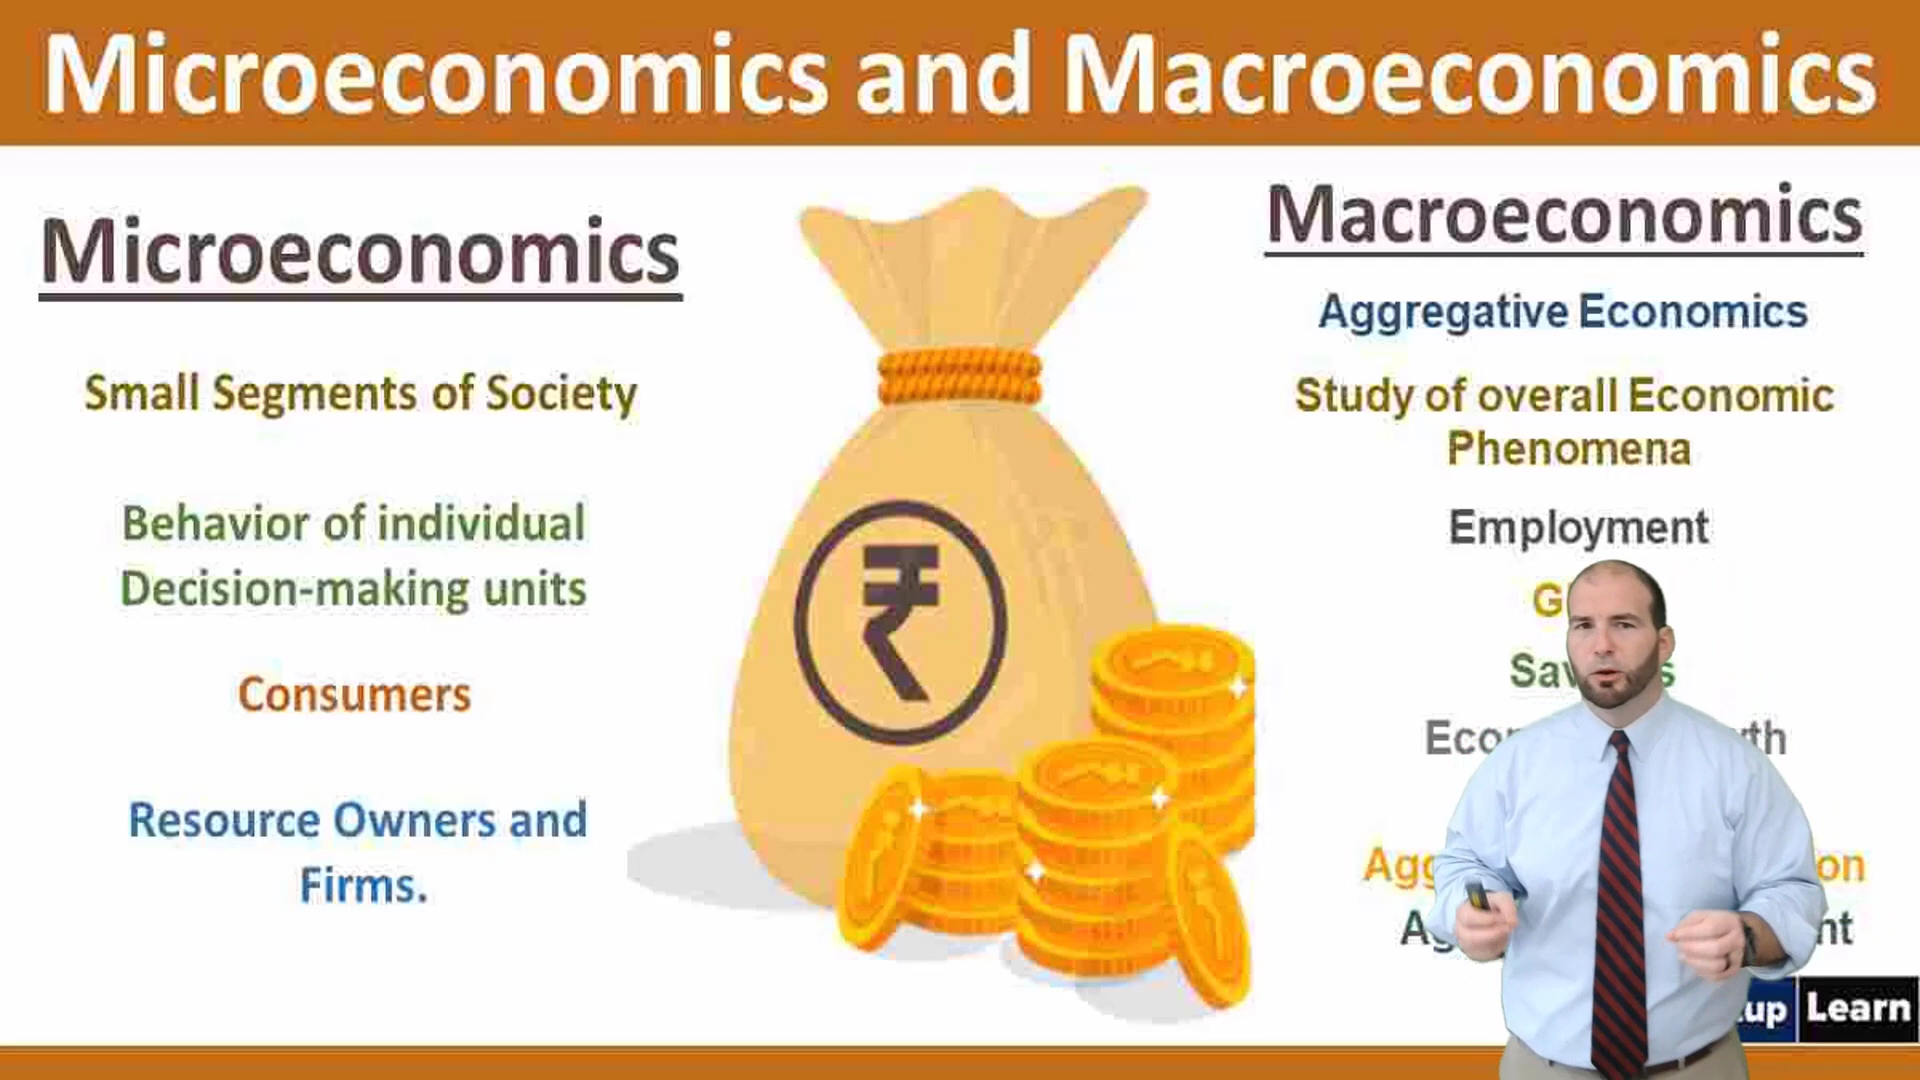 Microeconomics and Macroeconomics
Microeconomics
Small Segments of Society
Behavior of individual
Decision-making units
Consumers
Resource Owners and
Firms.
₹
Macroeconomics
Aggregative Economics
Study of overall Economic
Phenomena
Employment
Learn